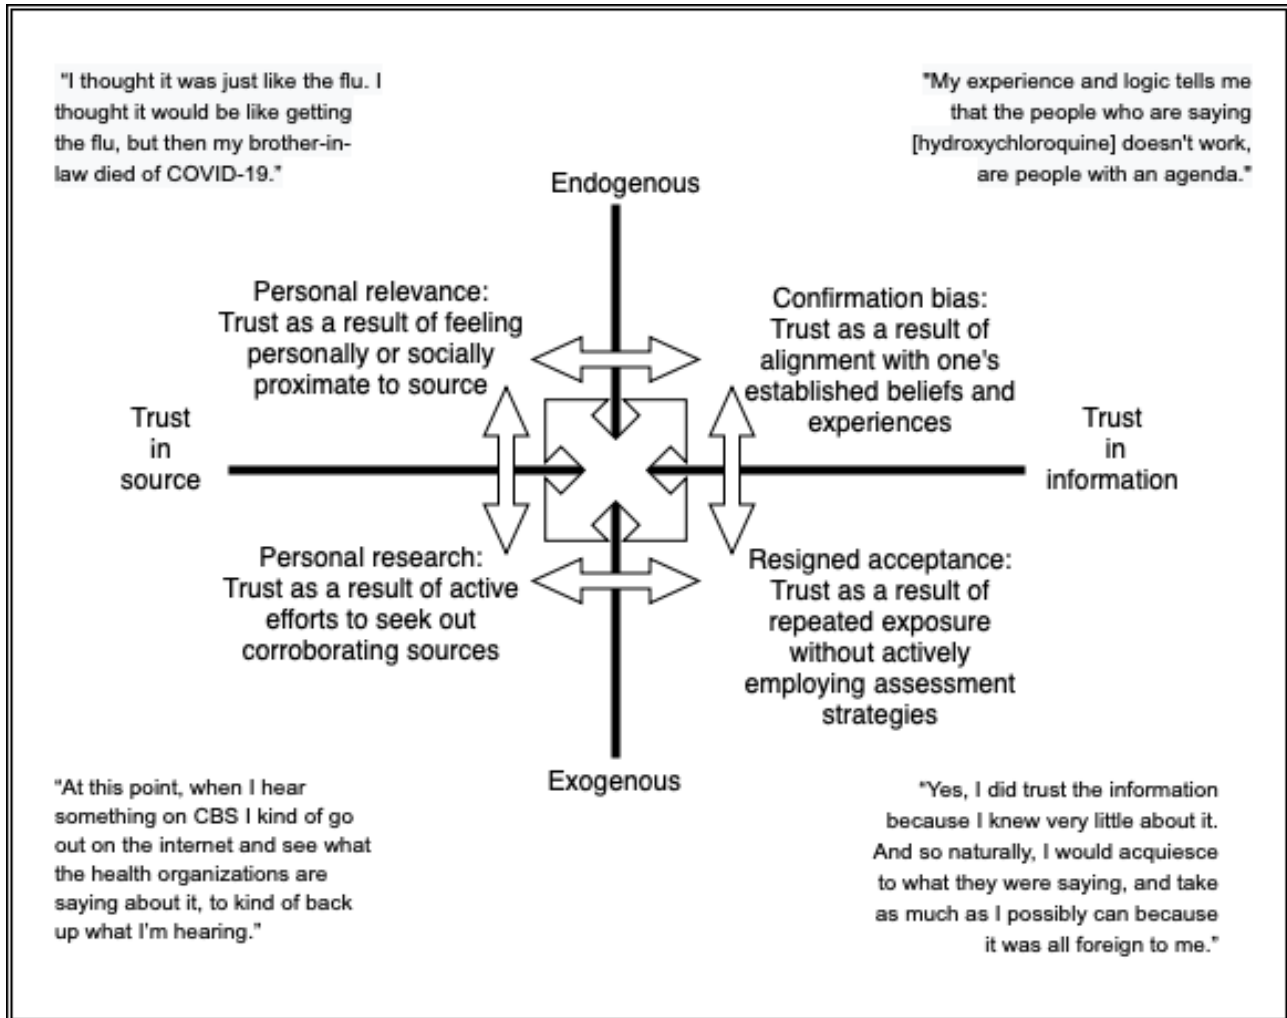 "I thought it was just like the flu. I
thought it would be like getting
the flu, but then my brother-in-
law died of COVID-19."
"My experience and logic tells me
that the people who are saying
[hydroxychloroquine] doesn't work,
are people with an agenda."
Endogenous
Personal relevance:
Trust as a result of feeling
personally or socially
proximate to source
Confirmation bias:
Trust as a result of
alignment with one's
established beliefs and
experiences
Trust
in
source
Trust
in
information
Personal research:
Trust as a result of active
efforts to seek out
corroborating sources
Resigned acceptance:
Trust as a result of
repeated exposure
without actively
employing assessment
strategies
Exogenous
"At this point, when I hear
something on CBS I kind of go
out on the internet and see what
the health organizations are
saying about it, to kind of back
up what I'm hearing."
"Yes, I did trust the information
because I knew very little about it.
And so naturally, I would acquiesce
to what they were saying, and take
as much as I possibly can because
it was all foreign to me."